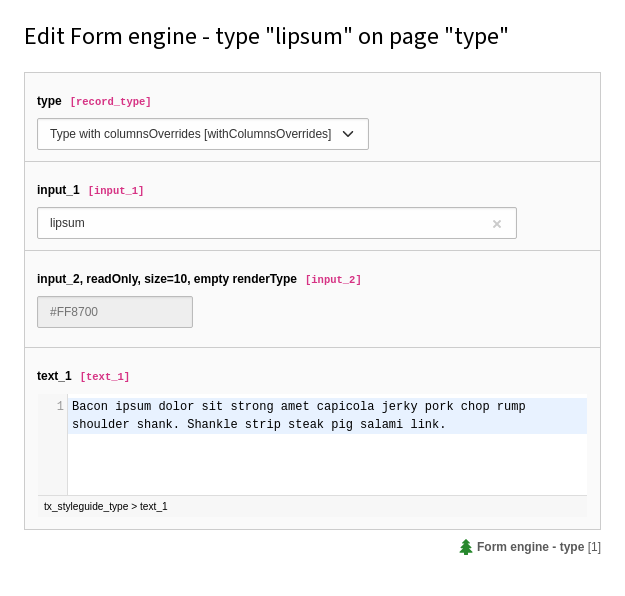 Edit Form engine - type "lipsum" on page "type"
type [record_type]
Type with columnsOverrides [withColumnsOverrides]
input_1 [input_1]
lipsum
input_2, readOnly, size=10, empty renderType [input_2]
#FF8700
text_1 [text_1]
1 Bacon ipsum dolor sit strong amet capicola jerky pork chop rump
shoulder shank. Shankle strip steak pig salami link.
tx_styleguide_type > text_1
Form engine - type [1]